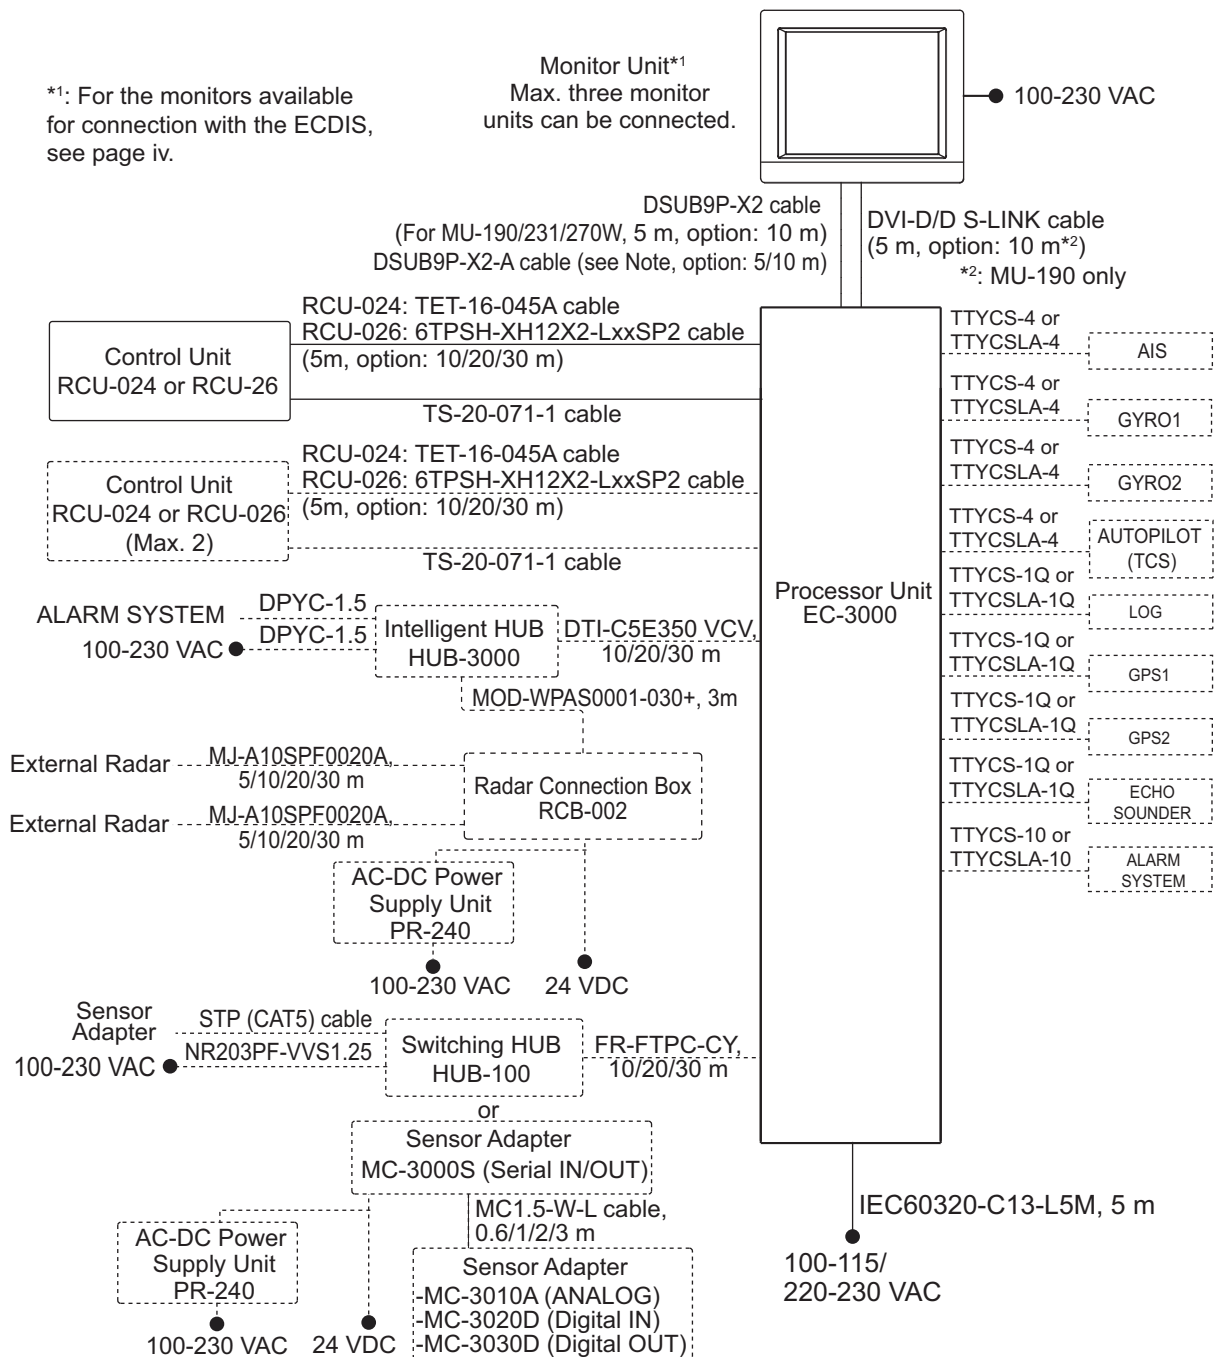 *1: For the monitors available
for connection with the ECDIS,
see page iv.
Monitor Unit*1
Max. three monitor
units can be connected.
100-230 VAC
DSUB9P-X2 cable
(For MU-190/231/270W, 5 m, option: 10 m)
DSUB9P-X2-A cable (see Note, option: 5/10 m)
DVI-D/D S-LINK cable
(5 m, option: 10 m*2)
*2: MU-190 only
Control Unit
RCU-024 or RCU-26
RCU-024: TET-16-045A cable
RCU-026: 6TPSH-XH12X2-LxxSP2 cable
(5m, option: 10/20/30 m)
TS-20-071-1 cable
Control Unit
RCU-024 or RCU-026
(Max. 2)
RCU-024: TET-16-045A cable
RCU-026: 6TPSH-XH12X2-LxxSP2 cable
(5m, option: 10/20/30 m)
TS-20-071-1 cable
ALARM SYSTEM
DPYC-1.5
100-230 VAC
DPYC-1.5
Intelligent HUB
HUB-3000
DTI-C5E350 VCV,
10/20/30 m
MOD-WPAS0001-030+, 3m
External Radar
MJ-A10SPF0020A,
5/10/20/30 m
External Radar
MJ-A10SPF0020A,
5/10/20/30 m
Radar Connection Box
RCB-002
AC-DC Power
Supply Unit
PR-240
100-230 VAC
24 VDC
Sensor
Adapter
STP (CAT5) cable
100-230 VAC
NR203PF-VVS1.25
Switching HUB
HUB-100
FR-FTPC-CY,
10/20/30 m
or
Sensor Adapter
MC-3000S (Serial IN/OUT)
MC1.5-W-L cable,
0.6/1/2/3 m
AC-DC Power
Supply Unit
PR-240
100-230 VAC
24 VDC
Sensor Adapter
-MC-3010A (ANALOG)
-MC-3020D (Digital IN)
-MC-3030D (Digital OUT)
Processor Unit
EC-3000
TTYCS-4 or
TTYCSLA-4
AIS
TTYCS-4 or
TTYCSLA-4
GYRO1
TTYCS-4 or
TTYCSLA-4
GYRO2
TTYCS-4 or
TTYCSLA-4
AUTOPILOT
(TCS)
TTYCS-1Q or
TTYCSLA-1Q
LOG
TTYCS-1Q or
TTYCSLA-1Q
GPS1
TTYCS-1Q or
TTYCSLA-1Q
GPS2
TTYCS-1Q or
TTYCSLA-1Q
ECHO
SOUNDER
TTYCS-10 or
TTYCSLA-10
ALARM
SYSTEM
IEC60320-C13-L5M, 5 m
100-115/
220-230 VAC